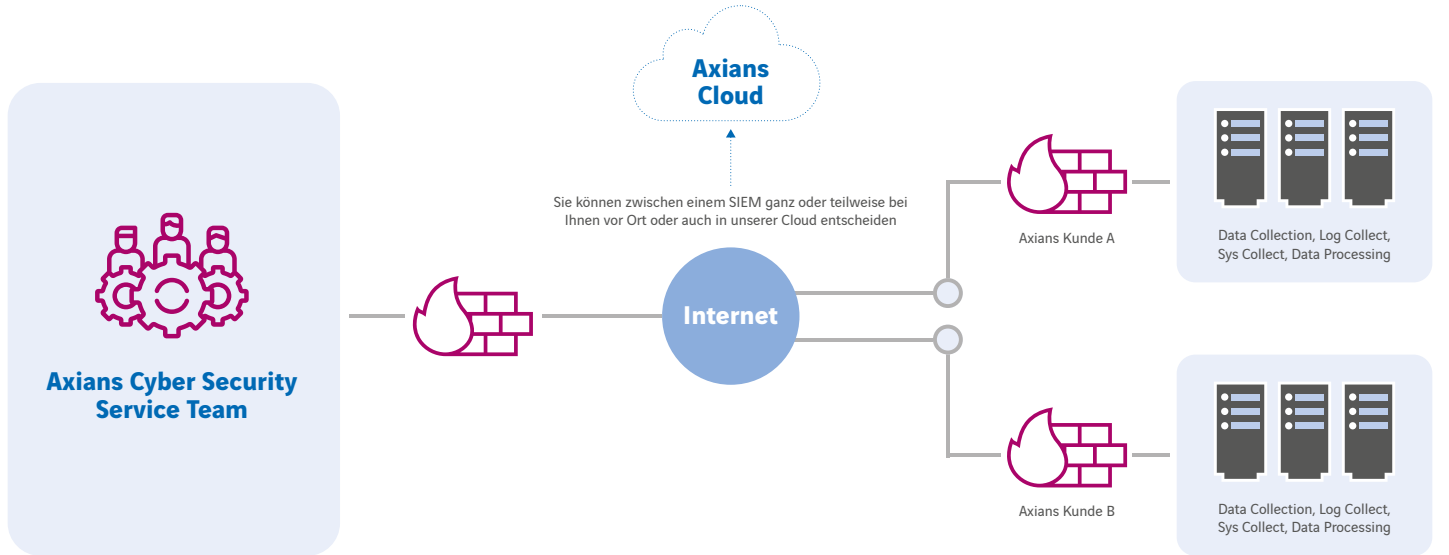 Axians
Cloud
Sie können zwischen einem SIEM ganz oder teilweise bei
Ihnen vor Ort oder auch in unserer Cloud entscheiden
Axians Cyber Security
Service Team
Internet
Axians Kunde A
Data Collection, Log Collect,
Sys Collect, Data Processing
Axians Kunde B
Data Collection, Log Collect,
Sys Collect, Data Processing